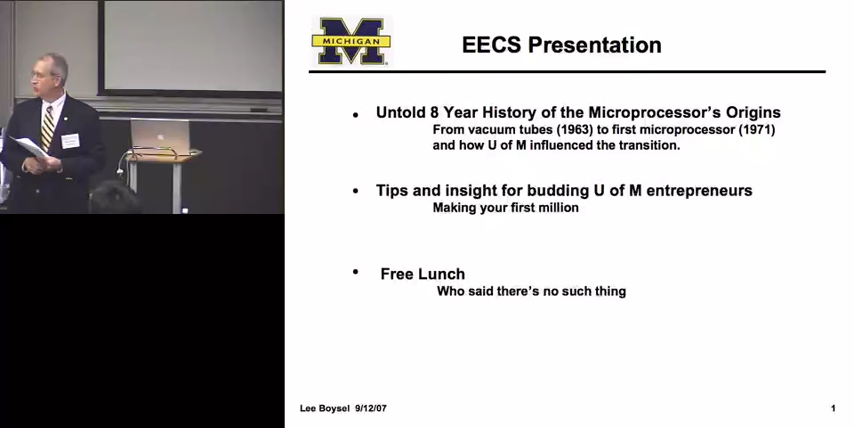 MICHIGAN
EECS Presentation
• Untold 8 Year History of the Microprocessor's Origins
From vacuum tubes (1963) to first microprocessor (1971)
and how U of M influenced the transition.
• Tips and insight for budding U of M entrepreneurs
Making your first million
• Free Lunch
Who said there's no such thing
Lee Boysel 9/12/07
1